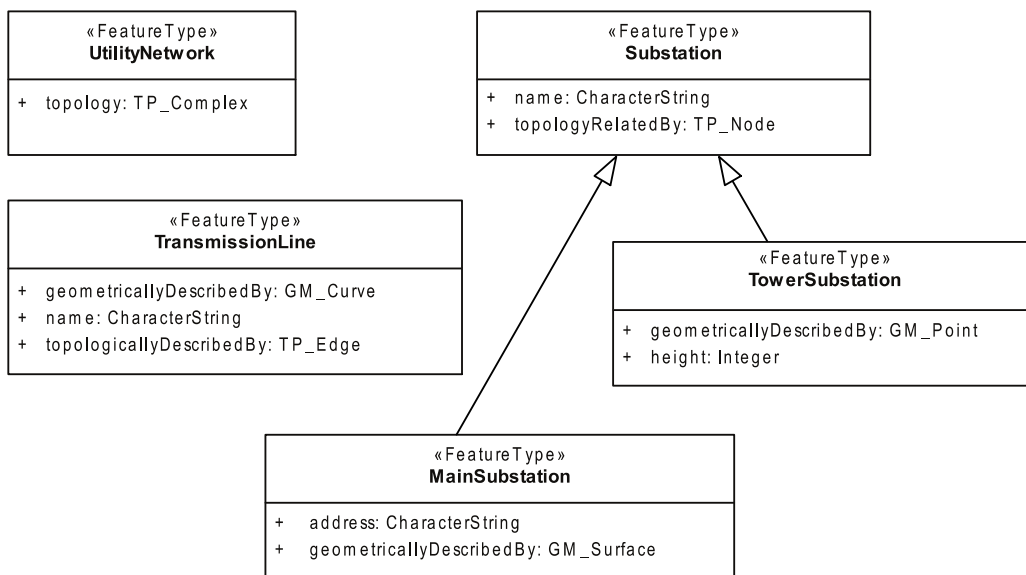 «FeatureType»
UtilityNetwork
+ topology: TP_Complex
«FeatureType»
Substation
+ name: CharacterString
+ topologyRelatedBy: TP_Node
«FeatureType»
TransmissionLine
+ geometricallyDescribedBy: GM_Curve
+ name: CharacterString
+ topologicallyDescribedBy: TP_Edge
«FeatureType»
TowerSubstation
+ geometricallyDescribedBy: GM_Point
+ height: Integer
«FeatureType»
MainSubstation
+ address: CharacterString
+ geometricallyDescribedBy: GM_Surface